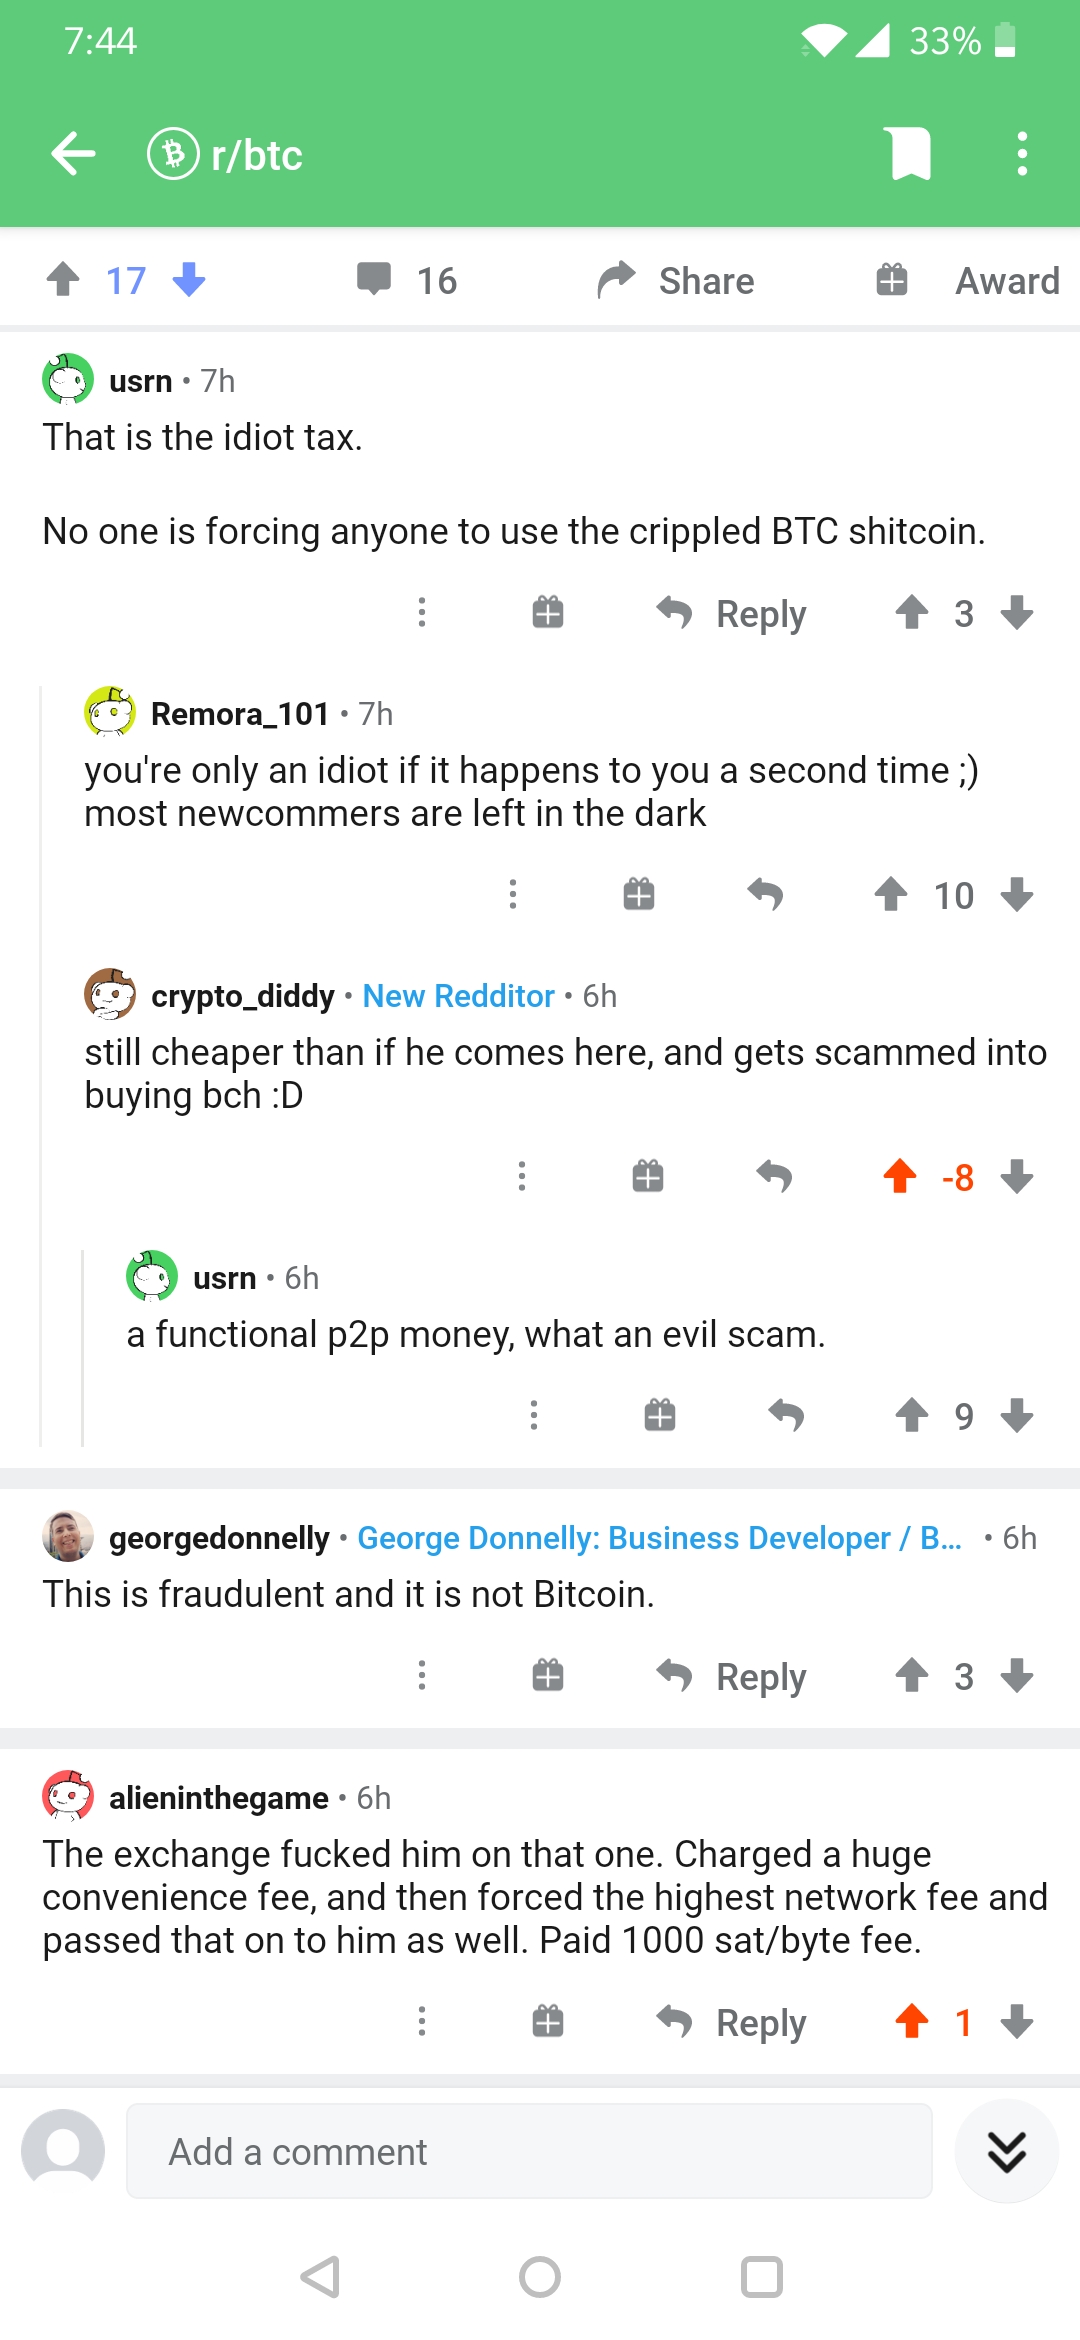 7:44
33%
r/btc
17
16
Share
Award
usrn • 7h
That is the idiot tax.
No one is forcing anyone to use the crippled BTC shitcoin.
Reply
3
Remora_101 • 7h
you're only an idiot if it happens to you a second time ;)
most newcommers are left in the dark
10
crypto_diddy • New Redditor • 6h
still cheaper than if he comes here, and gets scammed into
buying bch :D
-8
usrn • 6h
a functional p2p money, what an evil scam.
9
georgedonnelly • George Donnelly: Business Developer / B... • 6h
This is fraudulent and it is not Bitcoin.
Reply
3
alieninthegame • 6h
The exchange fucked him on that one. Charged a huge
convenience fee, and then forced the highest network fee and
passed that on to him as well. Paid 1000 sat/byte fee.
Reply
1
Add a comment